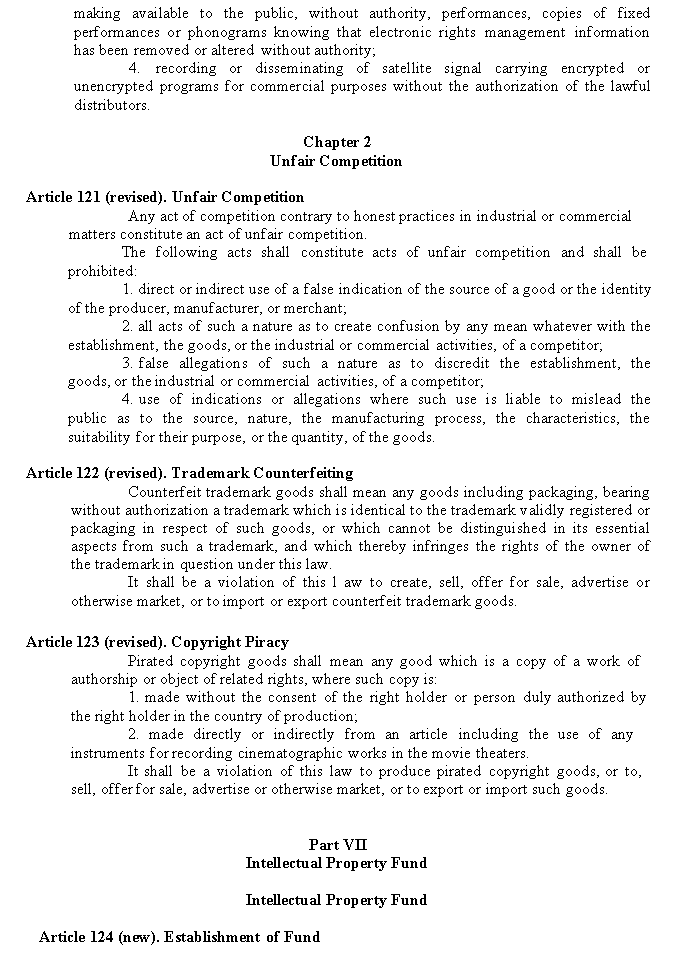 making available to the public, without authority, performances, copies of fixed
performances or phonograms knowing that electronic rights management information
has been removed or altered without authority;
4. recording or disseminating of satellite signal carrying encrypted or
unencrypted programs for commercial purposes without the authorization of the lawful
distributors.
Chapter 2
Unfair Competition
Article 121 (revised). Unfair Competition
Any act of competition contrary to honest practices in industrial or commercial
matters constitute an act of unfair competition.
The following acts shall constitute acts of unfair competition and shall be
prohibited:
1. direct or indirect use of a false indication of the source of a good or the identity
of the producer, manufacturer, or merchant;
2. all acts of such a nature as to create confusion by any mean whatever with the
establishment, the goods, or the industrial or commercial activities, of a competitor;
3. false allegations of such a nature as to discredit the establishment, the
goods, or the industrial or commercial activities, of a competitor;
4. use of indications or allegations where such use is liable to mislead the
public as to the source, nature, the manufacturing process, the characteristics, the
suitability for their purpose, or the quantity, of the goods.
Article 122 (revised). Trademark Counterfeiting
Counterfeit trademark goods shall mean any goods including packaging, bearing
without authorization a trademark which is identical to the trademark validly registered or
packaging in respect of such goods, or which cannot be distinguished in its essential
aspects from such a trademark, and which thereby infringes the rights of the owner of
the trademark in question under this law.
It shall be a violation of this l aw to create, sell, offer for sale, advertise or
otherwise market, or to import or export counterfeit trademark goods.
Article 123 (revised). Copyright Piracy
Pirated copyright goods shall mean any good which is a copy of a work of
authorship or object of related rights, where such copy is:
1. made without the consent of the right holder or person duly authorized by
the right holder in the country of production;
2. made directly or indirectly from an article including the use of any
instruments for recording cinematographic works in the movie theaters.
It shall be a violation of this law to produce pirated copyright goods, or to,
sell, offer for sale, advertise or otherwise market, or to export or import such goods.
Part VII
Intellectual Property Fund
Intellectual Property Fund
Article 124 (new). Establishment of Fund